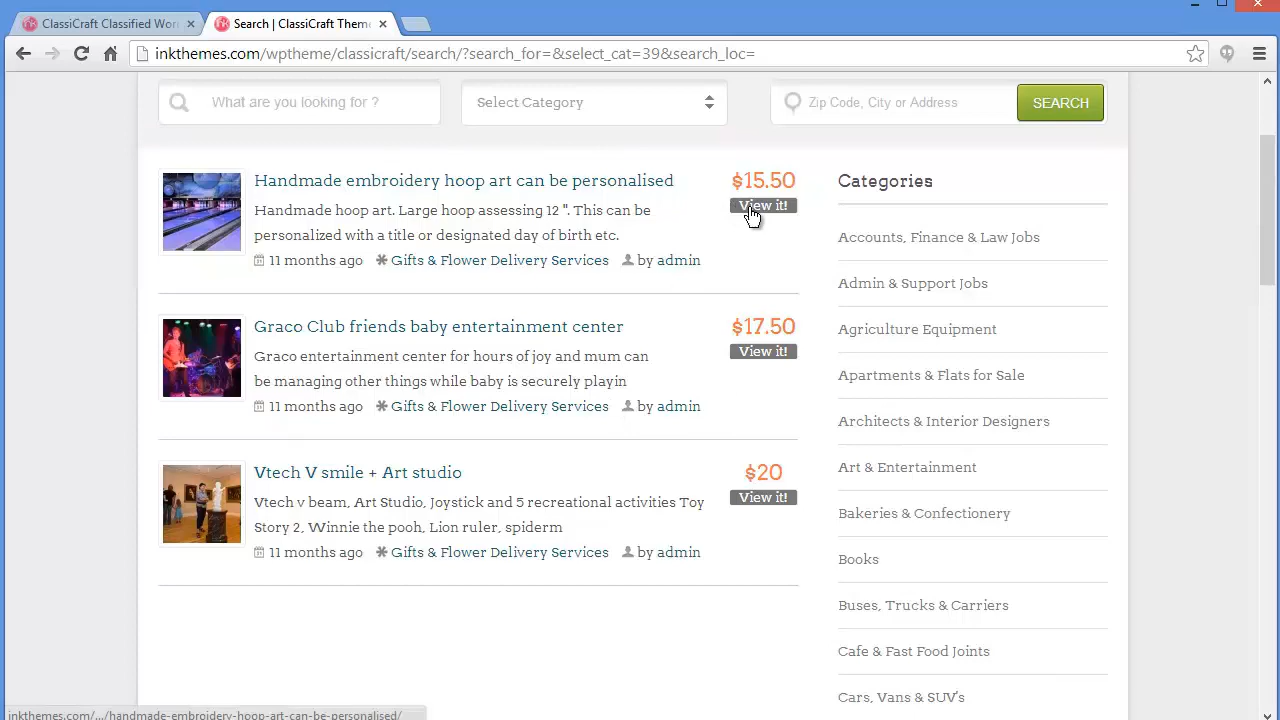 ClassiCraft Classified Wor
Search | ClassiCraft Theme
inkthemes.com/wptheme/classicraft/search/?search_for=&select_cat=39&search_loc=
What are you looking for ?
Select Category
Zip Code, City or Address
SEARCH
Handmade embroidery hoop art can be personalised
$15.50
View it!
Handmade hoop art. Large hoop assessing 12 ". This can be
personalized with a title or designated day of birth etc.
11 months ago
Gifts & Flower Delivery Services
by admin
Graco Club friends baby entertainment center
$17.50
View it!
Graco entertainment center for hours of joy and mum can
be managing other things while baby is securely playin
11 months ago
Gifts & Flower Delivery Services
by admin
Vtech V smile + Art studio
$20
View it!
Vtech v beam, Art Studio, Joystick and 5 recreational activities Toy
Story 2, Winnie the pooh, Lion ruler, spiderm
11 months ago
Gifts & Flower Delivery Services
by admin
Categories
Accounts, Finance & Law Jobs
Admin & Support Jobs
Agriculture Equipment
Apartments & Flats for Sale
Architects & Interior Designers
Art & Entertainment
Bakeries & Confectionery
Books
Buses, Trucks & Carriers
Cafe & Fast Food Joints
Cars, Vans & SUV's
inkthemes.com/.../handmade-embroidery-hoop-art-can-be-personalised/